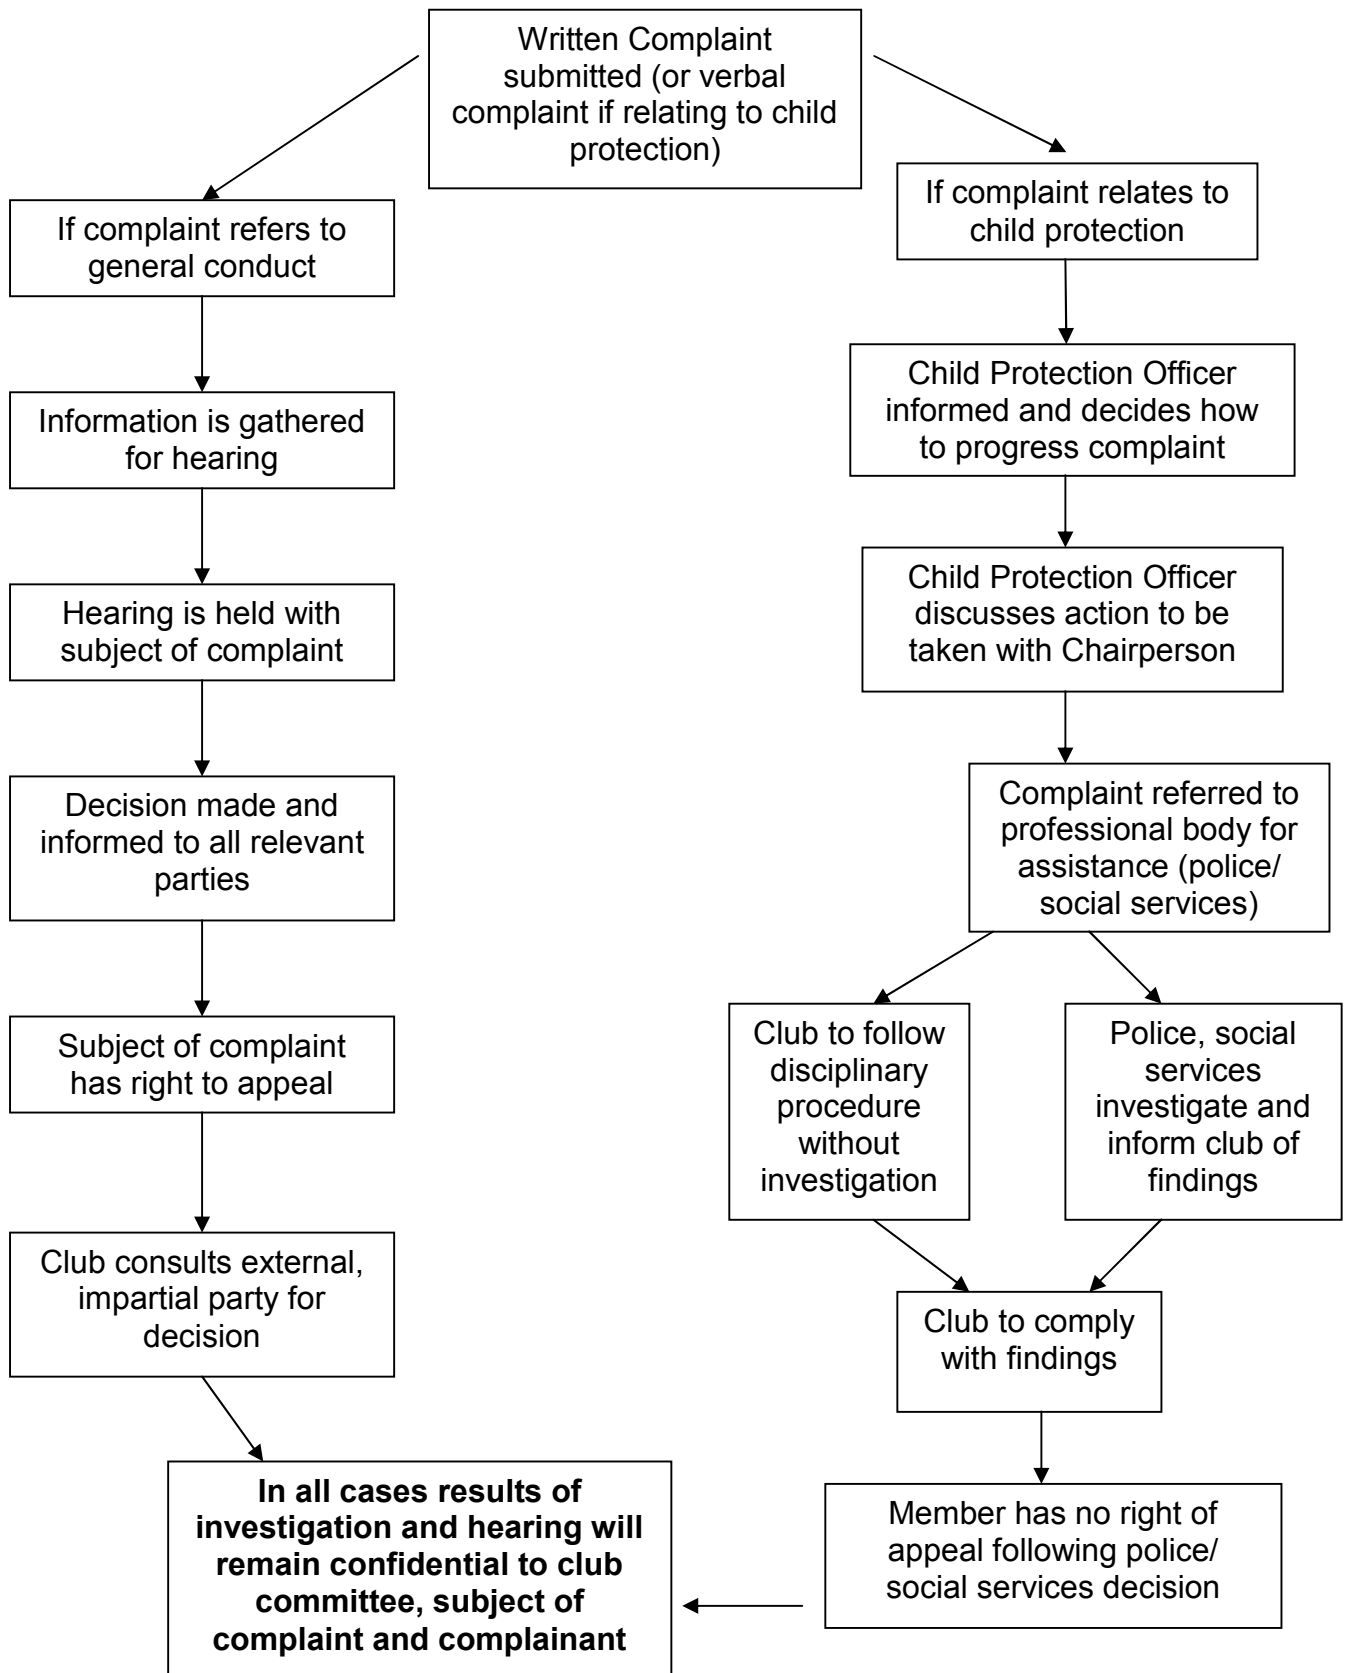 Written Complaint
submitted (or verbal
complaint if relating to child
protection)
If complaint refers to
general conduct
Information is gathered
for hearing
Hearing is held with
subject of complaint
Decision made and
informed to all relevant
parties
Subject of complaint
has right to appeal
Club consults external,
impartial party for
decision
If complaint relates to
child protection
Child Protection Officer
informed and decides how
to progress complaint
Child Protection Officer
discusses action to be
taken with Chairperson
Complaint referred to
professional body for
assistance (police/
social services)
Club to follow
disciplinary
procedure
without
investigation
Police, social
services
investigate and
inform club of
findings
Club to comply
with findings
Member has no right of
appeal following police/
social services decision
In all cases results of
investigation and hearing will
remain confidential to club
committee, subject of
complaint and complainant